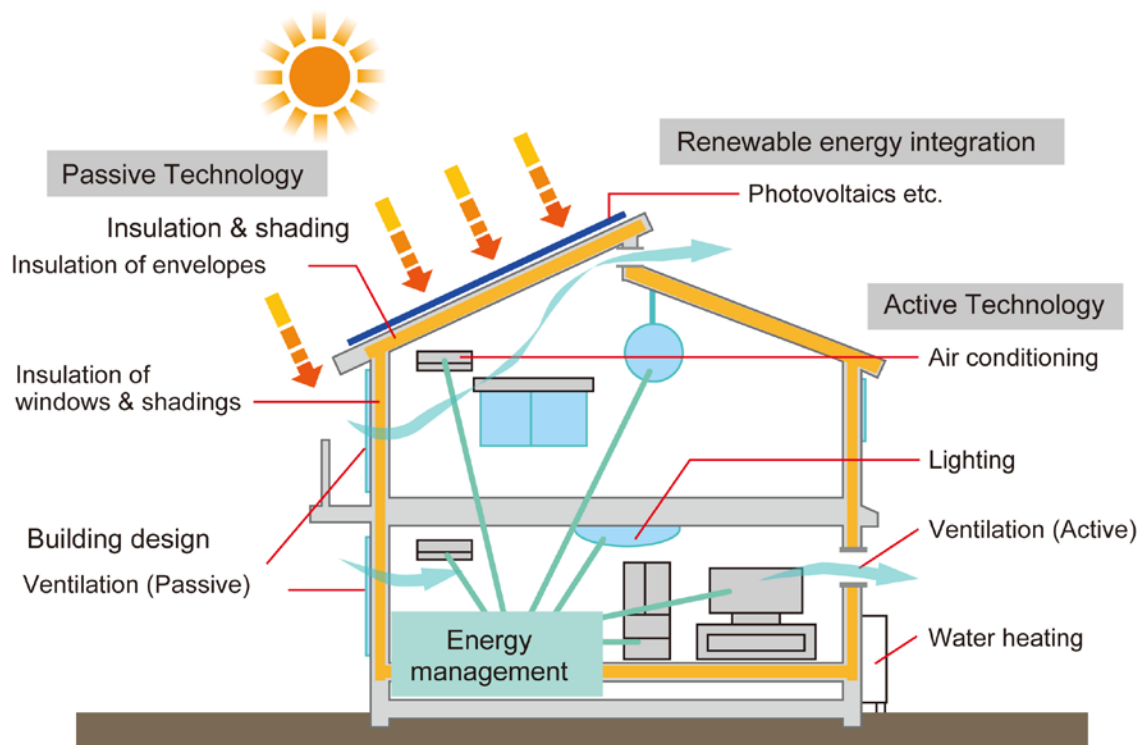 Renewable energy integration
Passive Technology
Photovoltaics etc.
Insulation & shading
Insulation of envelopes
Active Technology
Air conditioning
Insulation of
windows & shadings
Lighting
Building design
Ventilation (Active)
Ventilation (Passive)
Energy
management
Water heating